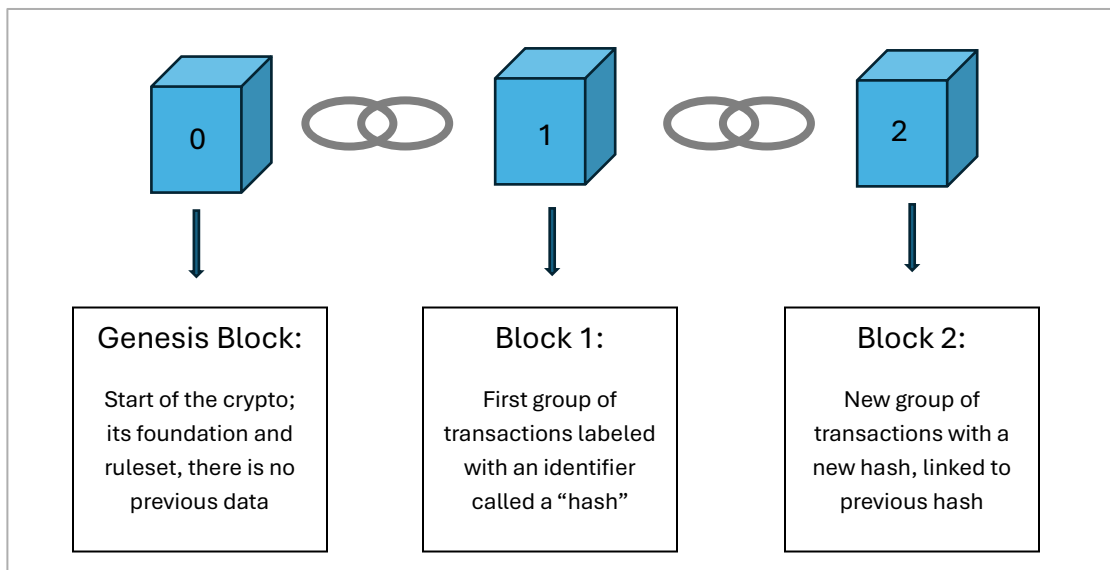 0
1
2
Genesis Block:
Start of the crypto;
its foundation and
ruleset, there is no
previous data
Block 1:
First group of
transactions labeled
with an identifier
called a “hash”
Block 2:
New group of
transactions with a
new hash, linked to
previous hash